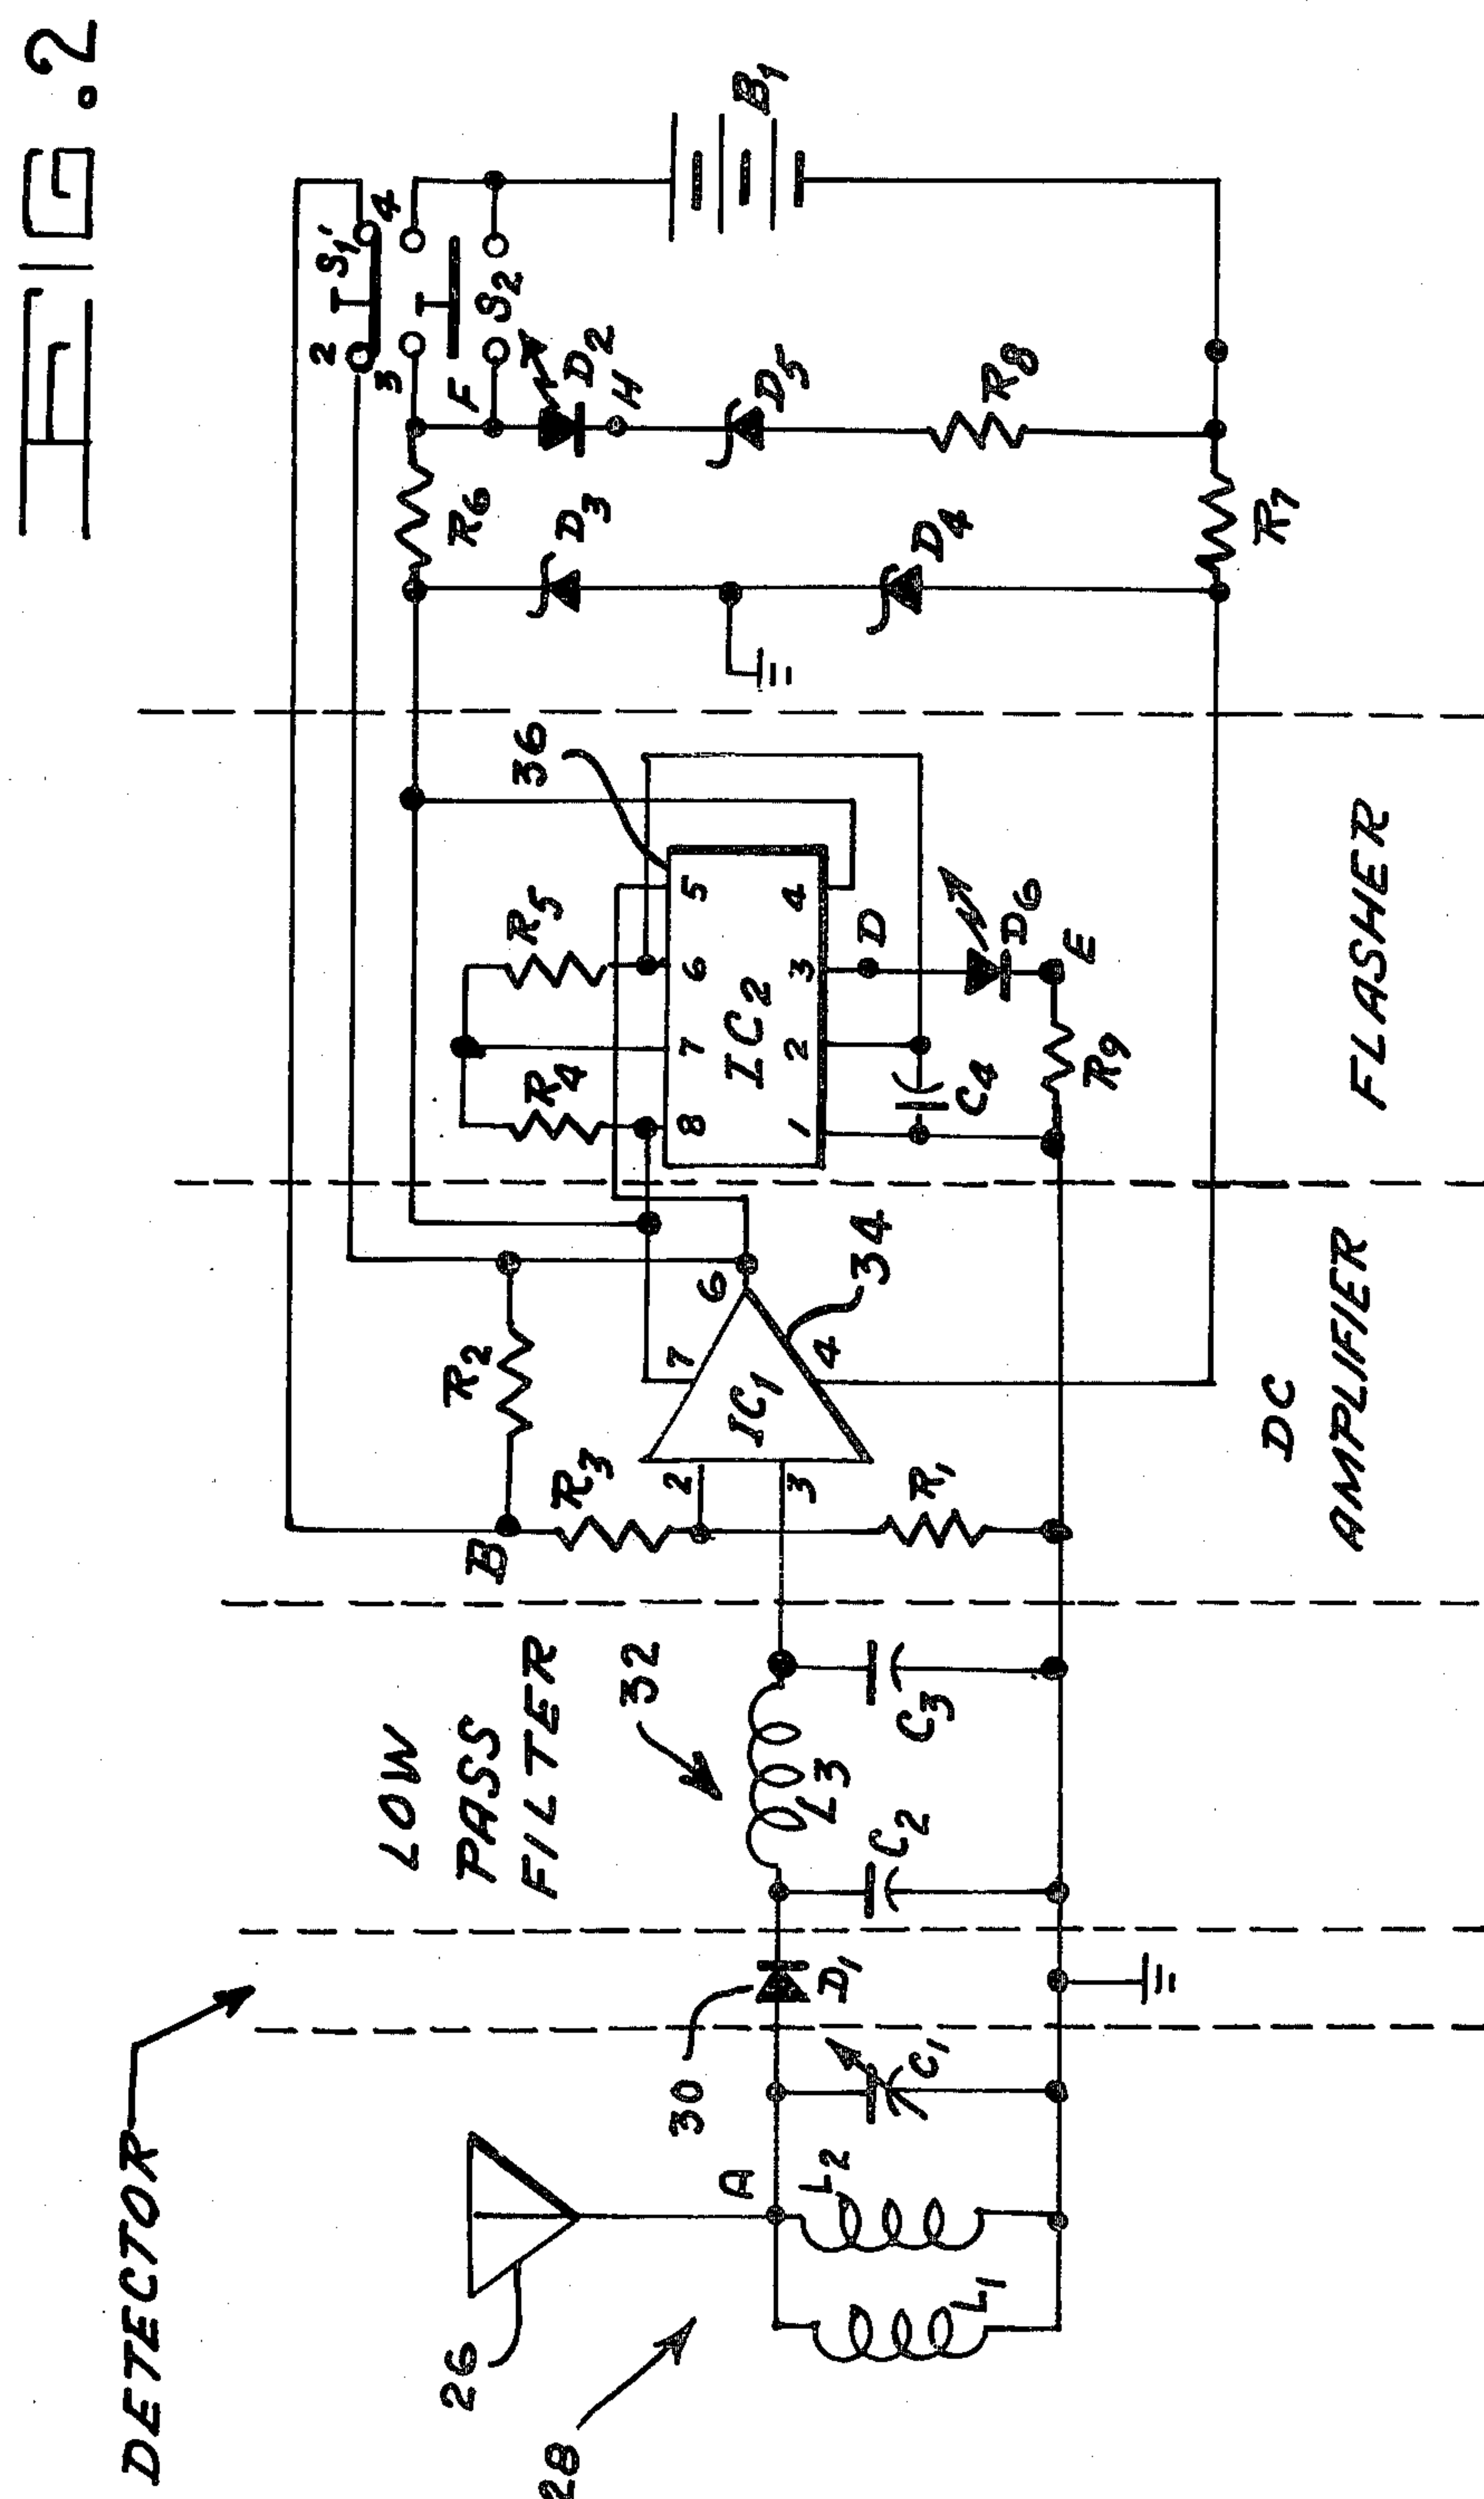 FIG. 2
DETECTOR
LOW
PASS
FILTER
DC
AMPLIFIER
FLASHER
26
28
A
L1
L2
C1
30
D1
C2
L3
32
C3
B
R3
R2
R1
2
3
IC1
7
6
4
34
R4
R5
8
7
6
5
IC2
1
2
3
4
36
C4
D
D6
E
R9
2
S1'
4
3
F
S2
R6
D2
H
D3
D5
D4
R8
R7
B1